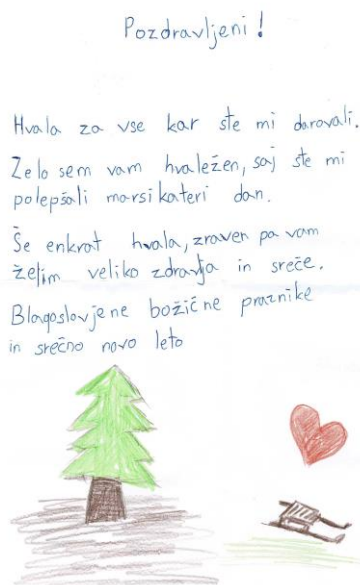 Pozdravljeni!
Hvala za vse kar ste mi darovali.
Zelo sem vam hvaležen, saj ste mi
polepšali marsikateri dan.
Še enkrat hvala, zraven pa vam
želim veliko zdravja in sreče.
Blagoslovjene božične praznike
in srečno novo leto